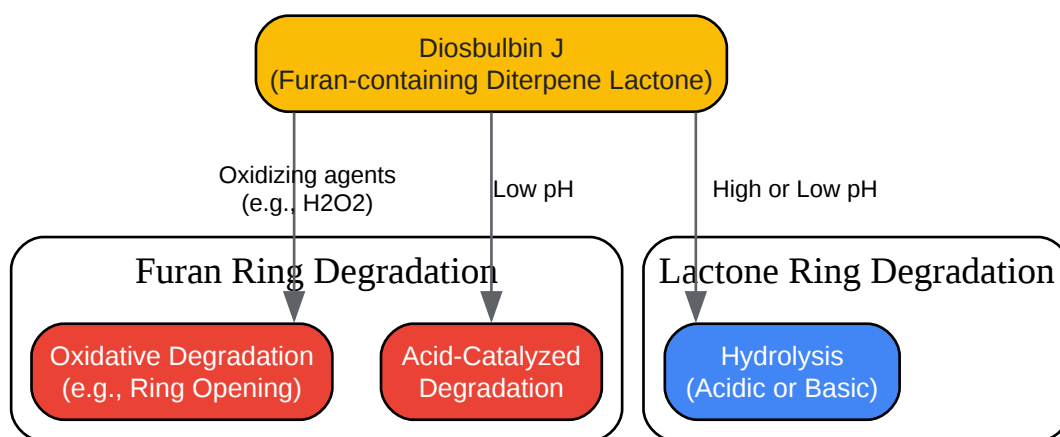 Diosbulbin J
(Furan-containing Diterpene Lactone)
Oxidizing agents
(e.g., H2O2)
Low pH
High or Low pH
Furan Ring Degradation
Lactone Ring Degradation
Oxidative Degradation
(e.g., Ring Opening)
Acid-Catalyzed
Degradation
Hydrolysis
(Acidic or Basic)